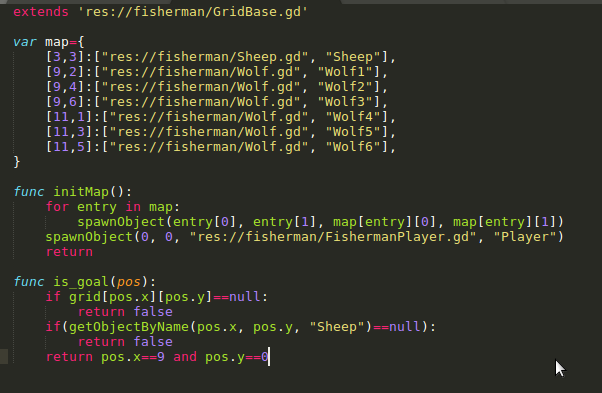 extends 'res://fisherman/GridBase.gd'
var map={
[3,3]:["res://fisherman/Sheep.gd", "Sheep"],
[9,2]:["res://fisherman/Wolf.gd", "Wolf1"],
[9,4]:["res://fisherman/Wolf.gd", "Wolf2"],
[9,6]:["res://fisherman/Wolf.gd", "Wolf3"],
[11,1]:["res://fisherman/Wolf.gd", "Wolf4"],
[11,3]:["res://fisherman/Wolf.gd", "Wolf5"],
[11,5]:["res://fisherman/Wolf.gd", "Wolf6"],
}
func initMap():
for entry in map:
spawnObject(entry[0], entry[1], map[entry][0], map[entry][1])
spawnObject(0, 0, "res://fisherman/FishermanPlayer.gd", "Player")
return
func is_goal(pos):
if grid[pos.x][pos.y]==null:
return false
if(getObjectByName(pos.x, pos.y, "Sheep")==null):
return false
return pos.x==9 and pos.y==0